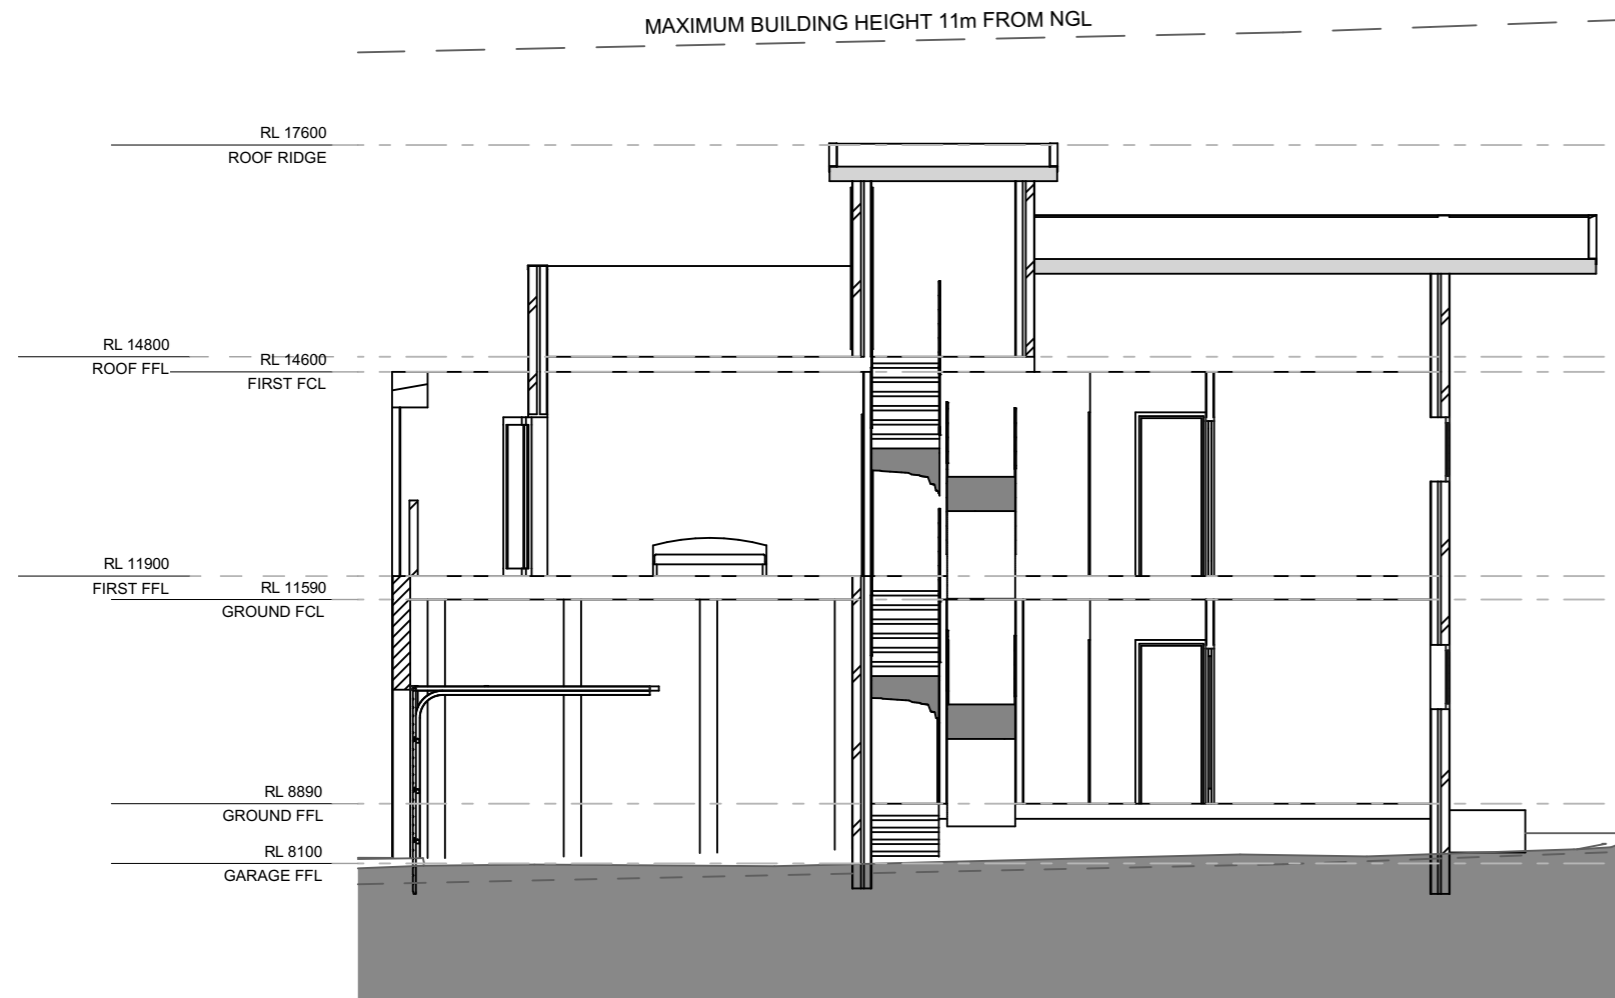 MAXIMUM BUILDING HEIGHT 11m FROM NGL
RL 17600
ROOF RIDGE
RL 14800
ROOF FFL
RL 14600
FIRST FCL
RL 11900
FIRST FFL
RL 11590
GROUND FCL
RL 8890
GROUND FFL
RL 8100
GARAGE FFL